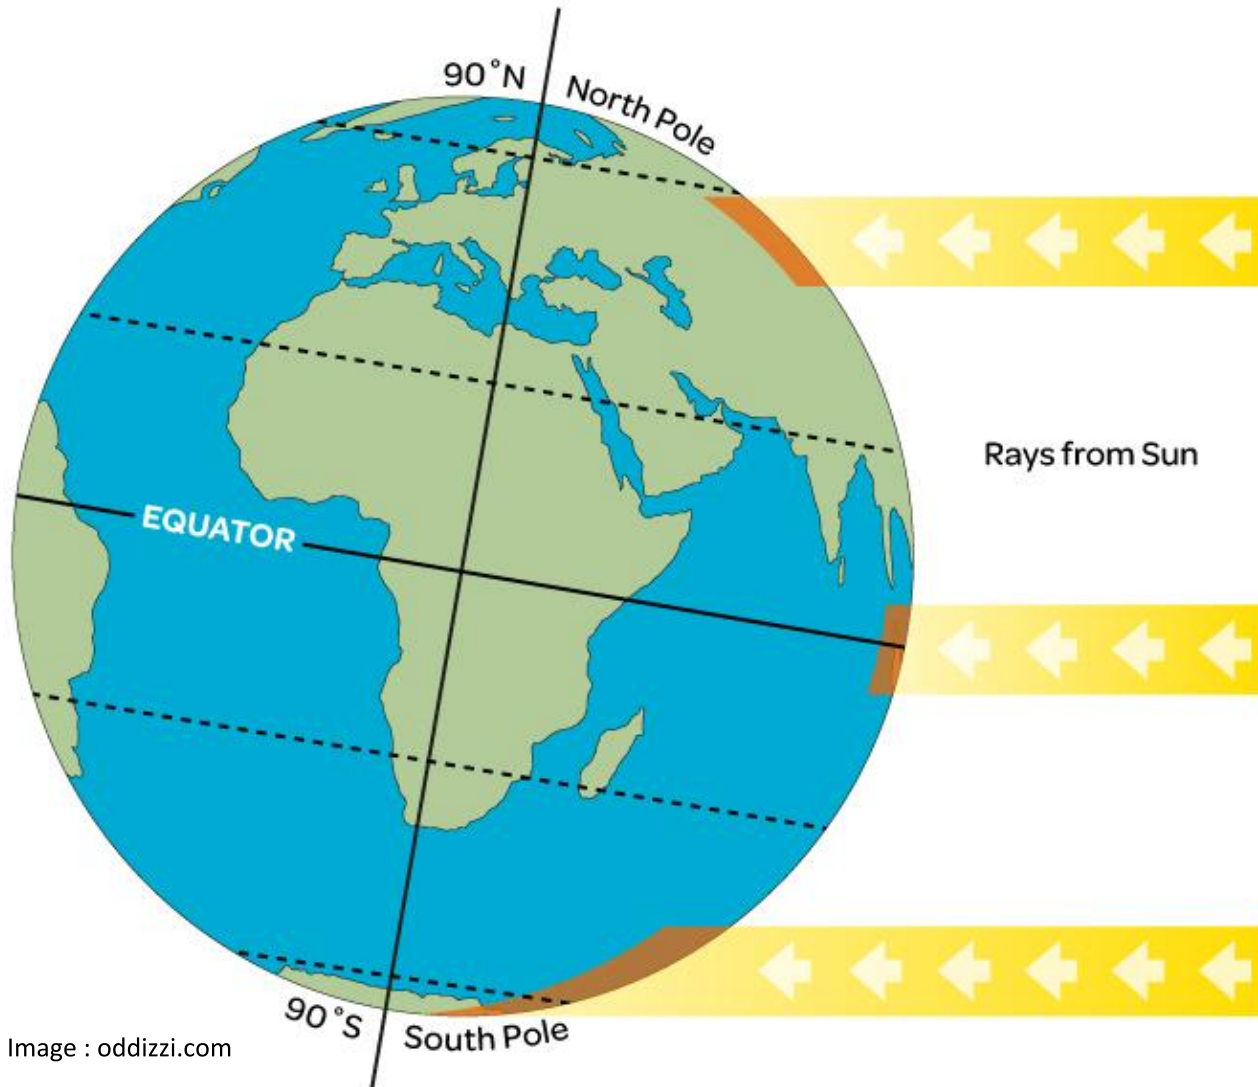 90°N
North Pole
Rays from Sun
EQUATOR
90°S
South Pole
Image : oddizzi.com